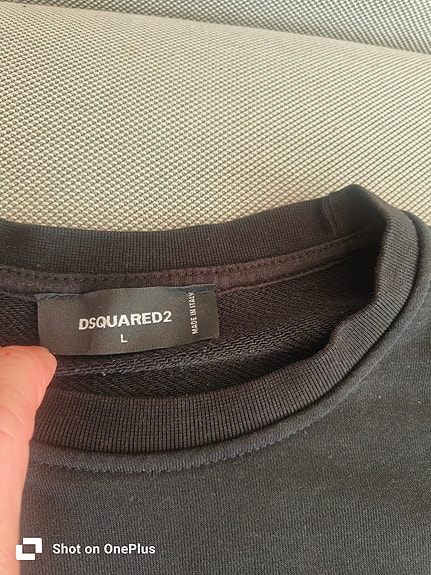 DSQUARED2
L
MADE IN ITALY
Shot on OnePlus